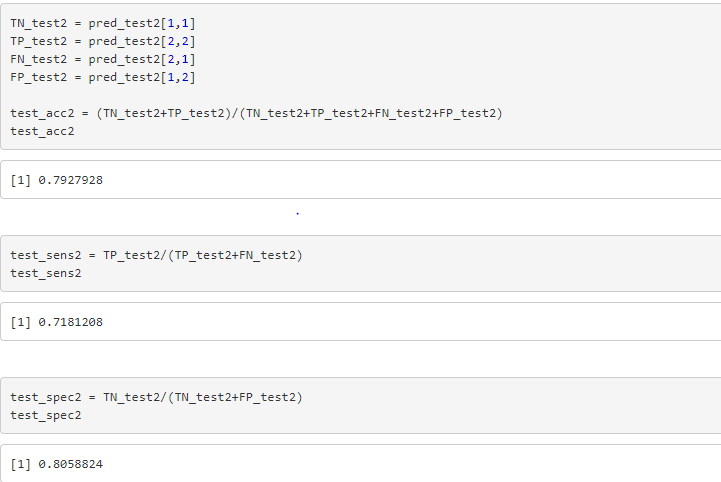 TN_test2 = pred_test2[1,1]
TP_test2 = pred_test2[2,2]
FN_test2 = pred_test2[2,1]
FP_test2 = pred_test2[1,2]
test_acc2 = (TN_test2+TP_test2)/(TN_test2+TP_test2+FN_test2+FP_test2)
test_acc2
[1] 0.7927928
.
test_sens2 = TP_test2/(TP_test2+FN_test2)
test_sens2
[1] 0.7181208
test_spec2 = TN_test2/(TN_test2+FP_test2)
test_spec2
[1] 0.8058824